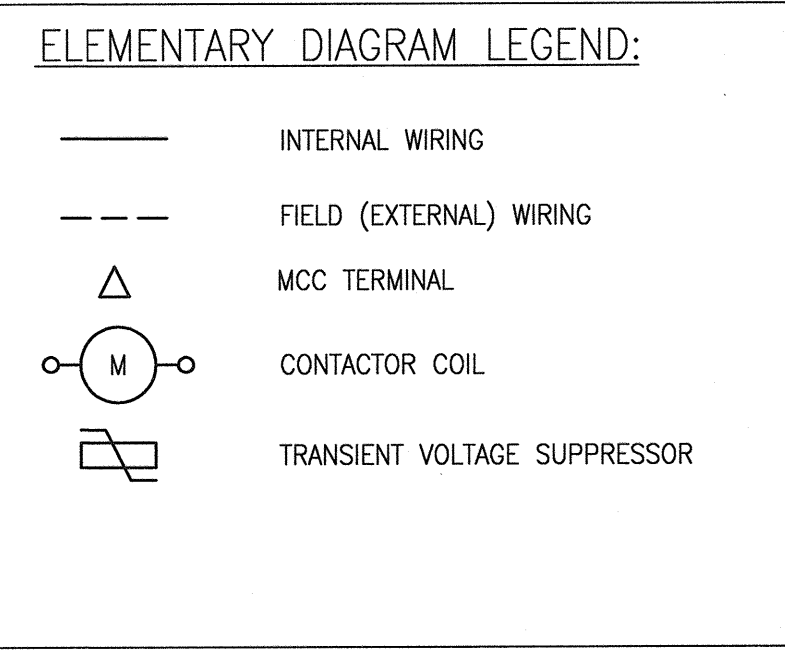 ELEMENTARY DIAGRAM LEGEND:
INTERNAL WIRING
FIELD (EXTERNAL) WIRING
MCC TERMINAL
M CONTACTOR COIL
TRANSIENT VOLTAGE SUPPRESSOR